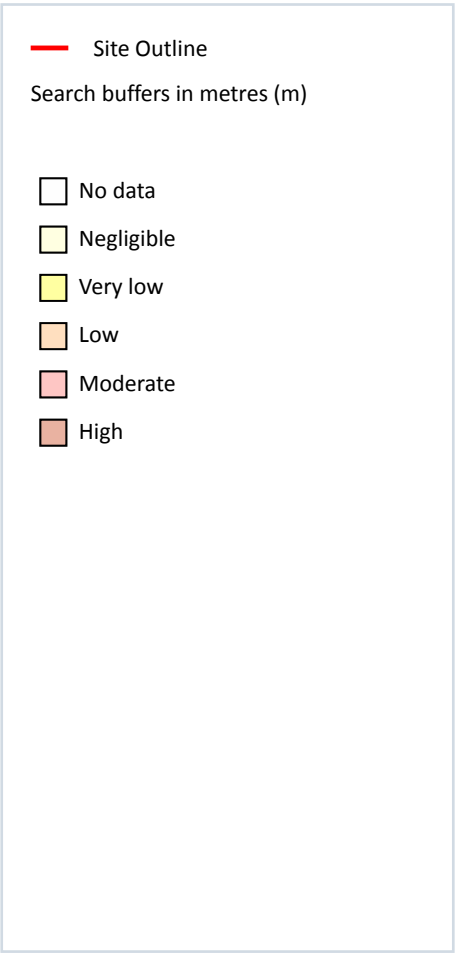 Site Outline
Search buffers in metres (m)
No data
Negligible
Very low
Low
Moderate
High